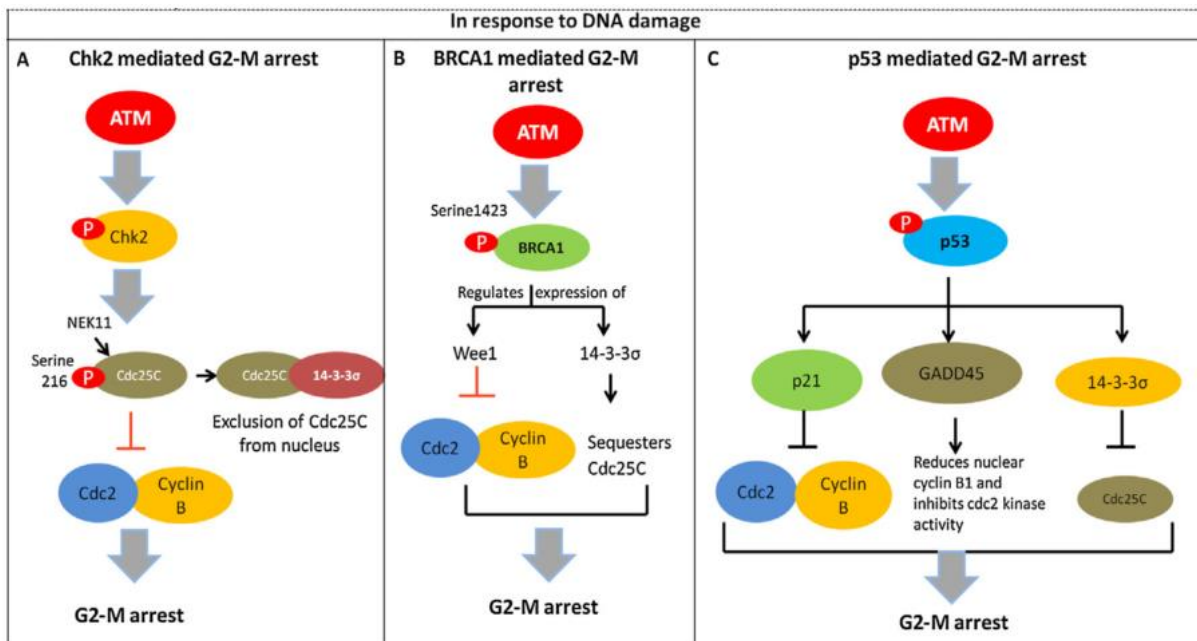 In response to DNA damage
A
Chk2 mediated G2-M arrest
ATM
P
Chk2
NEK11
Serine
216
P
Cdc25C
Cdc25C
14-3-3σ
Exclusion of Cdc25C
from nucleus
Cdc2
Cyclin
B
G2-M arrest
B
BRCA1 mediated G2-M
arrest
ATM
Serine1423
P
BRCA1
Regulates expression of
Wee1
14-3-3σ
Cdc2
Cyclin
B
Sequesters
Cdc25C
G2-M arrest
C
p53 mediated G2-M arrest
ATM
P
p53
p21
GADD45
14-3-3σ
Cdc2
Cyclin
B
Reduces nuclear
cyclin B1 and
inhibits cdc2 kinase
activity
Cdc25C
G2-M arrest